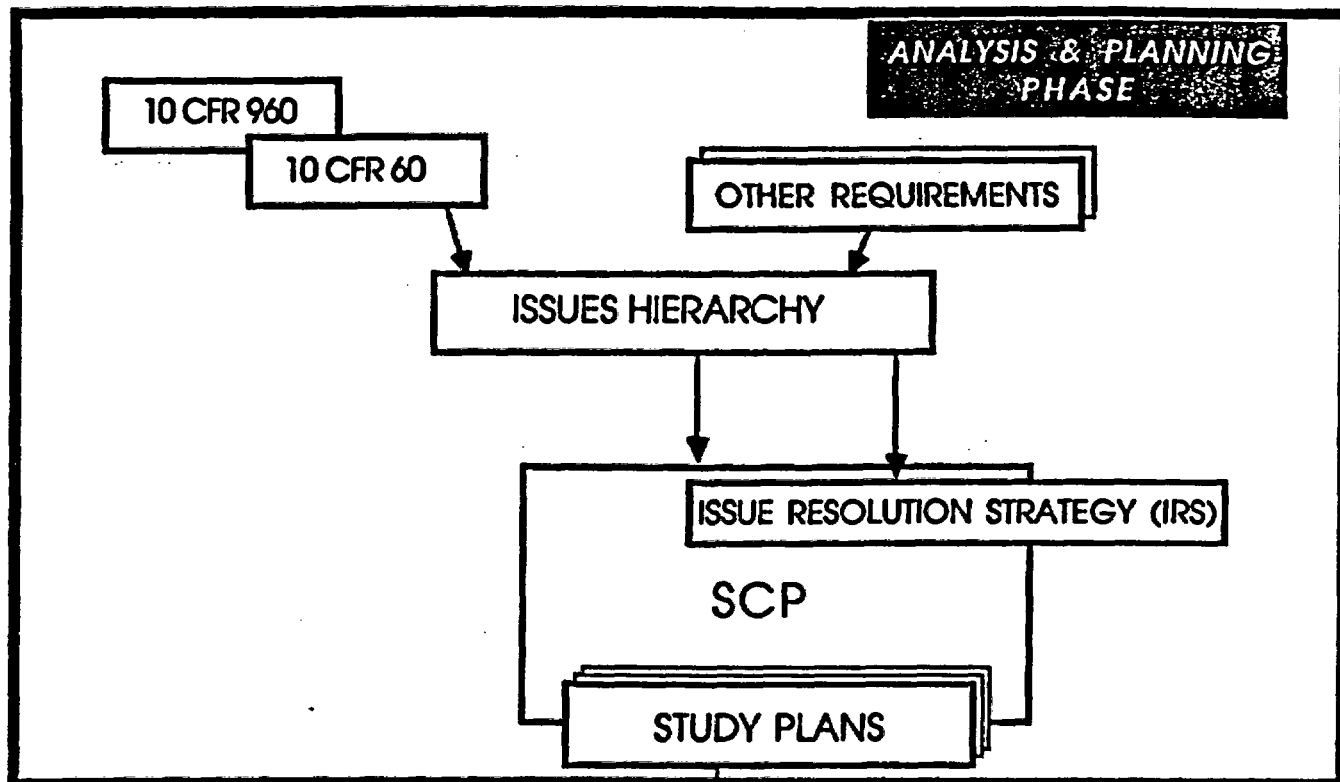 ANALYSIS & PLANNING
PHASE
10 CFR 960
10 CFR 60
OTHER REQUIREMENTS
ISSUES HIERARCHY
ISSUE RESOLUTION STRATEGY (IRS)
SCP
STUDY PLANS